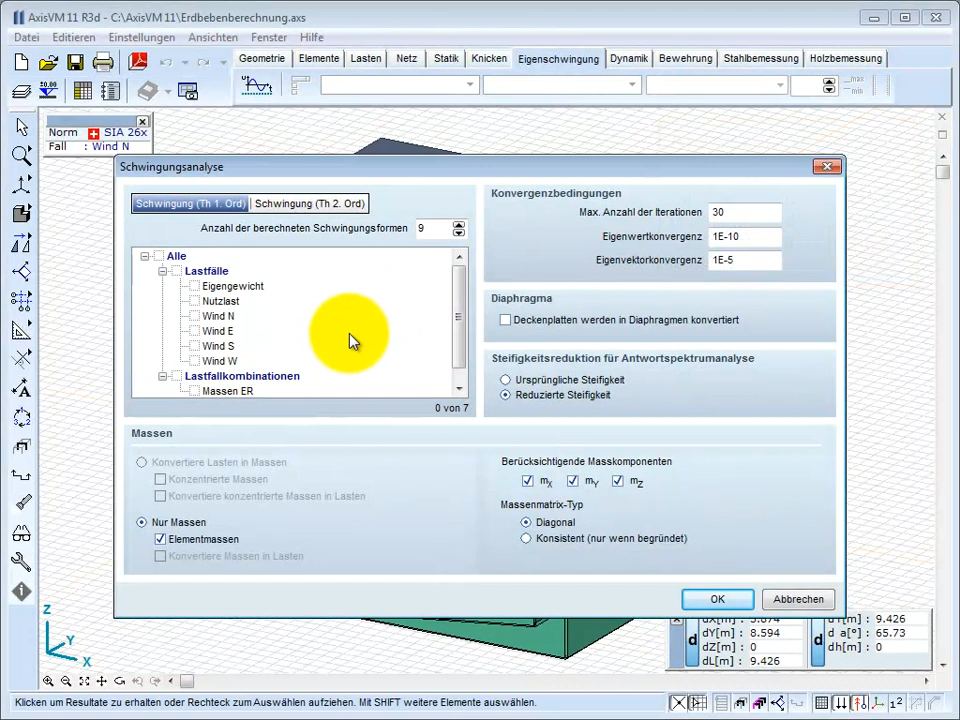 AxisVM 11 R3d - C:\AxisVM 11\Erdbebenberechnung.axs
Datei Editieren Einstellungen Ansichten Fenster Hilfe
Geometrie Elemente Lasten Netz Statik Knicken Eigenschwingung Dynamik Bewehrung Stahlbemessung Holzbemessung
Norm SIA 26x
Fall : Wind N
Schwingungsanalyse
Schwingung (Th 1. Ord) Schwingung (Th 2. Ord)
Anzahl der berechneten Schwingungsformen 9
Alle
Lastfälle
Eigengewicht
Nutzlast
Wind N
Wind E
Wind S
Wind W
Lastfallkombinationen
Massen ER
0 von 7
Konvergenzbedingungen
Max. Anzahl der Iterationen 30
Eigenwertkonvergenz 1E-10
Eigenvektorkonvergenz 1E-5
Diaphragma
Deckenplatten werden in Diaphragmen konvertiert
Steifigkeitsreduktion für Antwortspektrumanalyse
Ursprüngliche Steifigkeit
Reduzierte Steifigkeit
Massen
Konvertiere Lasten in Massen
Konzentrierte Massen
Konvertiere konzentrierte Massen in Lasten
Nur Massen
Elementmassen
Konvertiere Massen in Lasten
Berücksichtigende Masskomponenten
mX mY mZ
Massenmatrix-Typ
Diagonal
Konsistent (nur wenn begründet)
OK Abbrechen
Z
Y
X
d
dY[m] : 8.594
dZ[m] : 0
dL[m] : 9.426
d
9.426
d a[°] : 65.73
dh[m] : 0
Klicken um Resultate zu erhalten oder Rechteck zum Auswählen aufziehen. Mit SHIFT weitere Elemente auswählen.